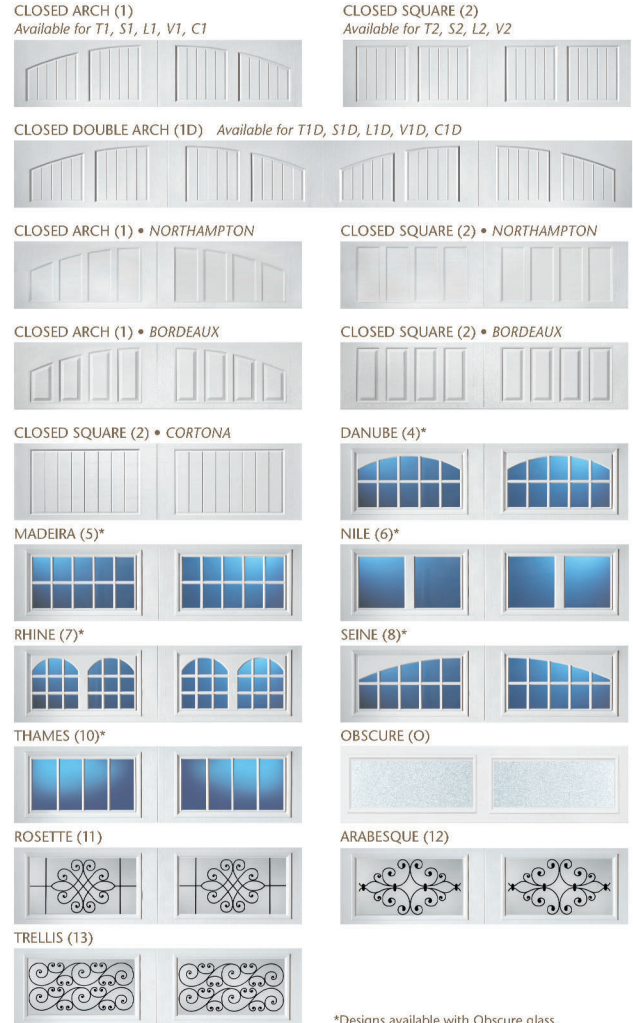 CLOSED ARCH (1)
Available for T1, S1, L1, V1, C1
CLOSED SQUARE (2)
Available for T2, S2, L2, V2
CLOSED DOUBLE ARCH (1D) Available for T1D, S1D, L1D, V1D, C1D
CLOSED ARCH (1) • NORTHAMPTON
CLOSED SQUARE (2) • NORTHAMPTON
CLOSED ARCH (1) • BORDEAUX
CLOSED SQUARE (2) • BORDEAUX
CLOSED SQUARE (2) • CORTONA
DANUBE (4)*
MADEIRA (5)*
NILE (6)*
RHINE (7)*
SEINE (8)*
THAMES (10)*
OBSCURE (O)
ROSETTE (11)
ARABESQUE (12)
TRELLIS (13)
*Designs available with Obscure glass